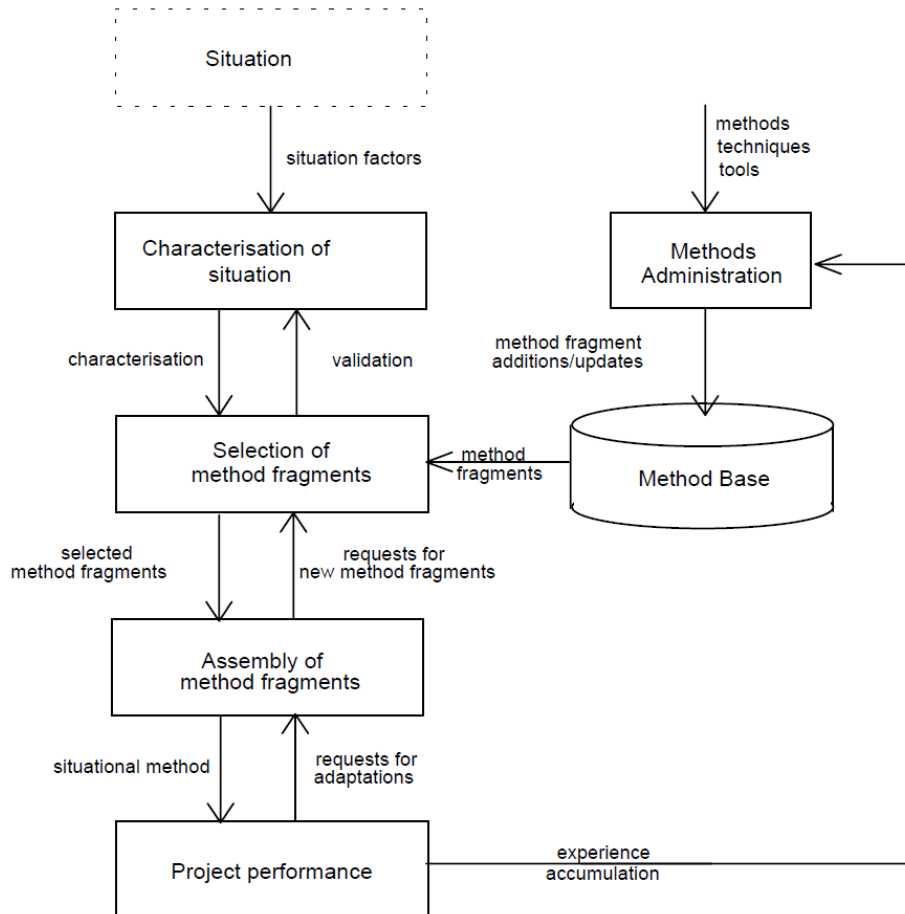 Situation
situation factors
methods
techniques
tools
Characterisation of
situation
Methods
Administration
characterisation
validation
method fragment
additions/updates
Selection of
method fragments
method
fragments
Method Base
selected
method fragments
requests for
new method fragments
Assembly of
method fragments
situational method
requests for
adaptations
Project performance
experience
accumulation